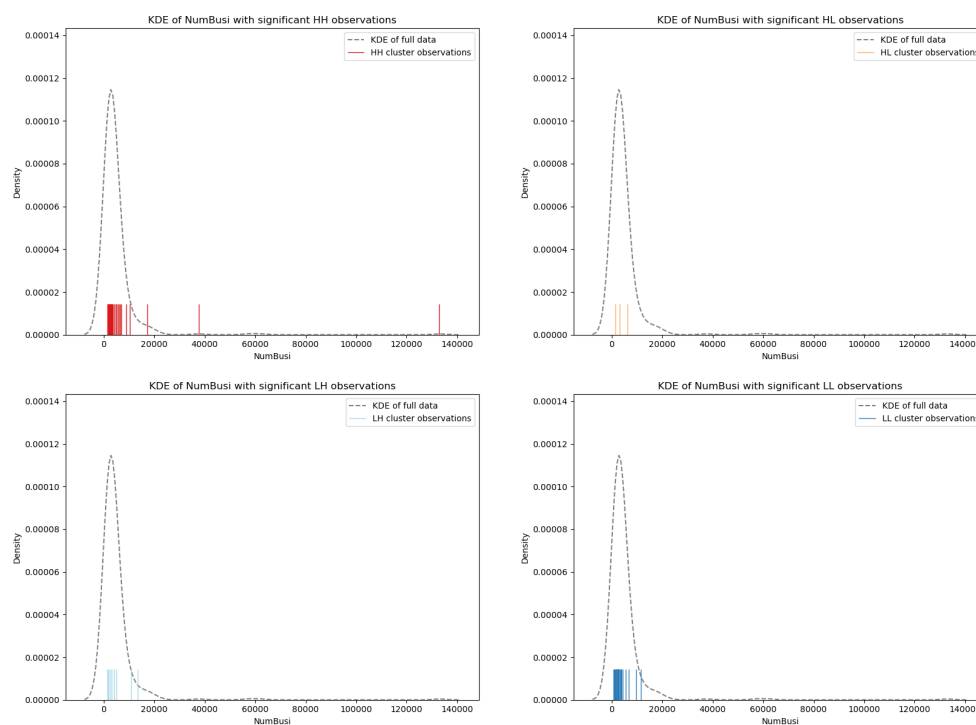 KDE of NumBusi with significant HH observations
0.00014
0.00012
0.00010
0.00008
0.00006
0.00004
0.00002
0.00000
Density
0 20000 40000 60000 80000 100000 120000 140000
NumBusi
KDE of full data
HH cluster observations
KDE of NumBusi with significant HL observations
0.00014
0.00012
0.00010
0.00008
0.00006
0.00004
0.00002
0.00000
Density
0 20000 40000 60000 80000 100000 120000 140000
NumBusi
KDE of full data
HL cluster observations
KDE of NumBusi with significant LH observations
0.00014
0.00012
0.00010
0.00008
0.00006
0.00004
0.00002
0.00000
Density
0 20000 40000 60000 80000 100000 120000 140000
NumBusi
KDE of full data
LH cluster observations
KDE of NumBusi with significant LL observations
0.00014
0.00012
0.00010
0.00008
0.00006
0.00004
0.00002
0.00000
Density
0 20000 40000 60000 80000 100000 120000 140000
NumBusi
KDE of full data
LL cluster observations